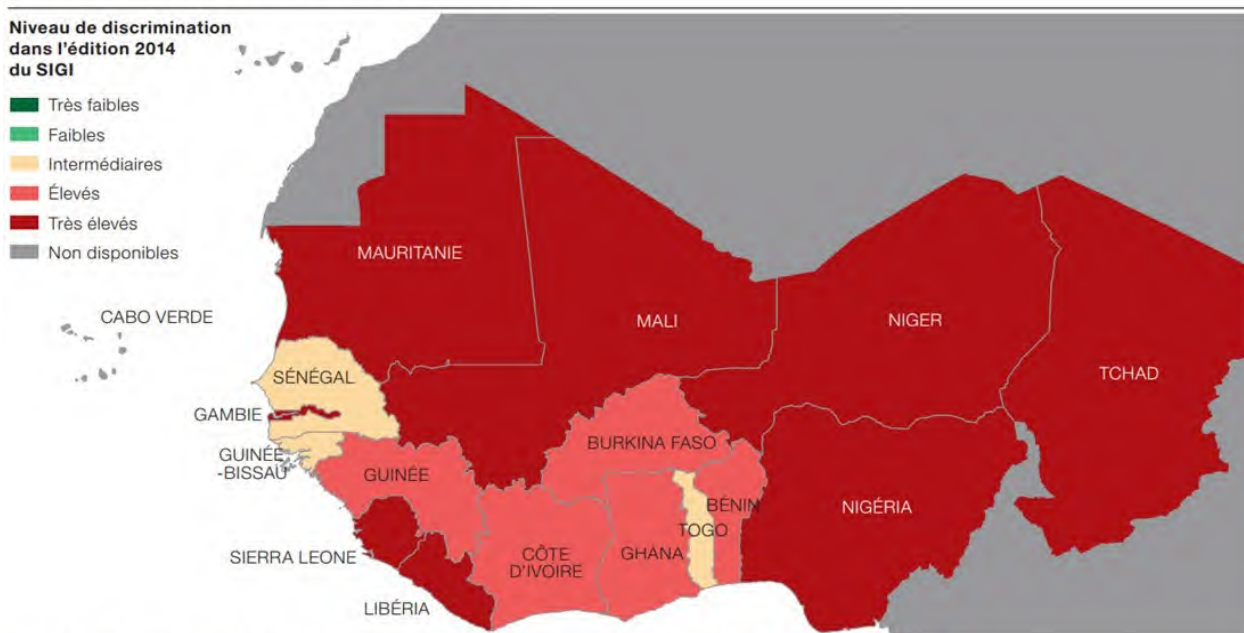 Niveau de discrimination
dans l'édition 2014
du SIGI
Très faibles
Faibles
Intermédiaires
Élevés
Très élevés
Non disponibles
MAURITANIE
CABO VERDE
MALI
NIGER
TCHAD
SÉNÉGAL
GAMBIE
GUINÉE
-BISSAU
GUINÉE
BURKINA FASO
BÉNIN
NIGÉRIA
TOGO
GHANA
CÔTE
D'IVOIRE
SIERRA LEONE
LIBÉRIA